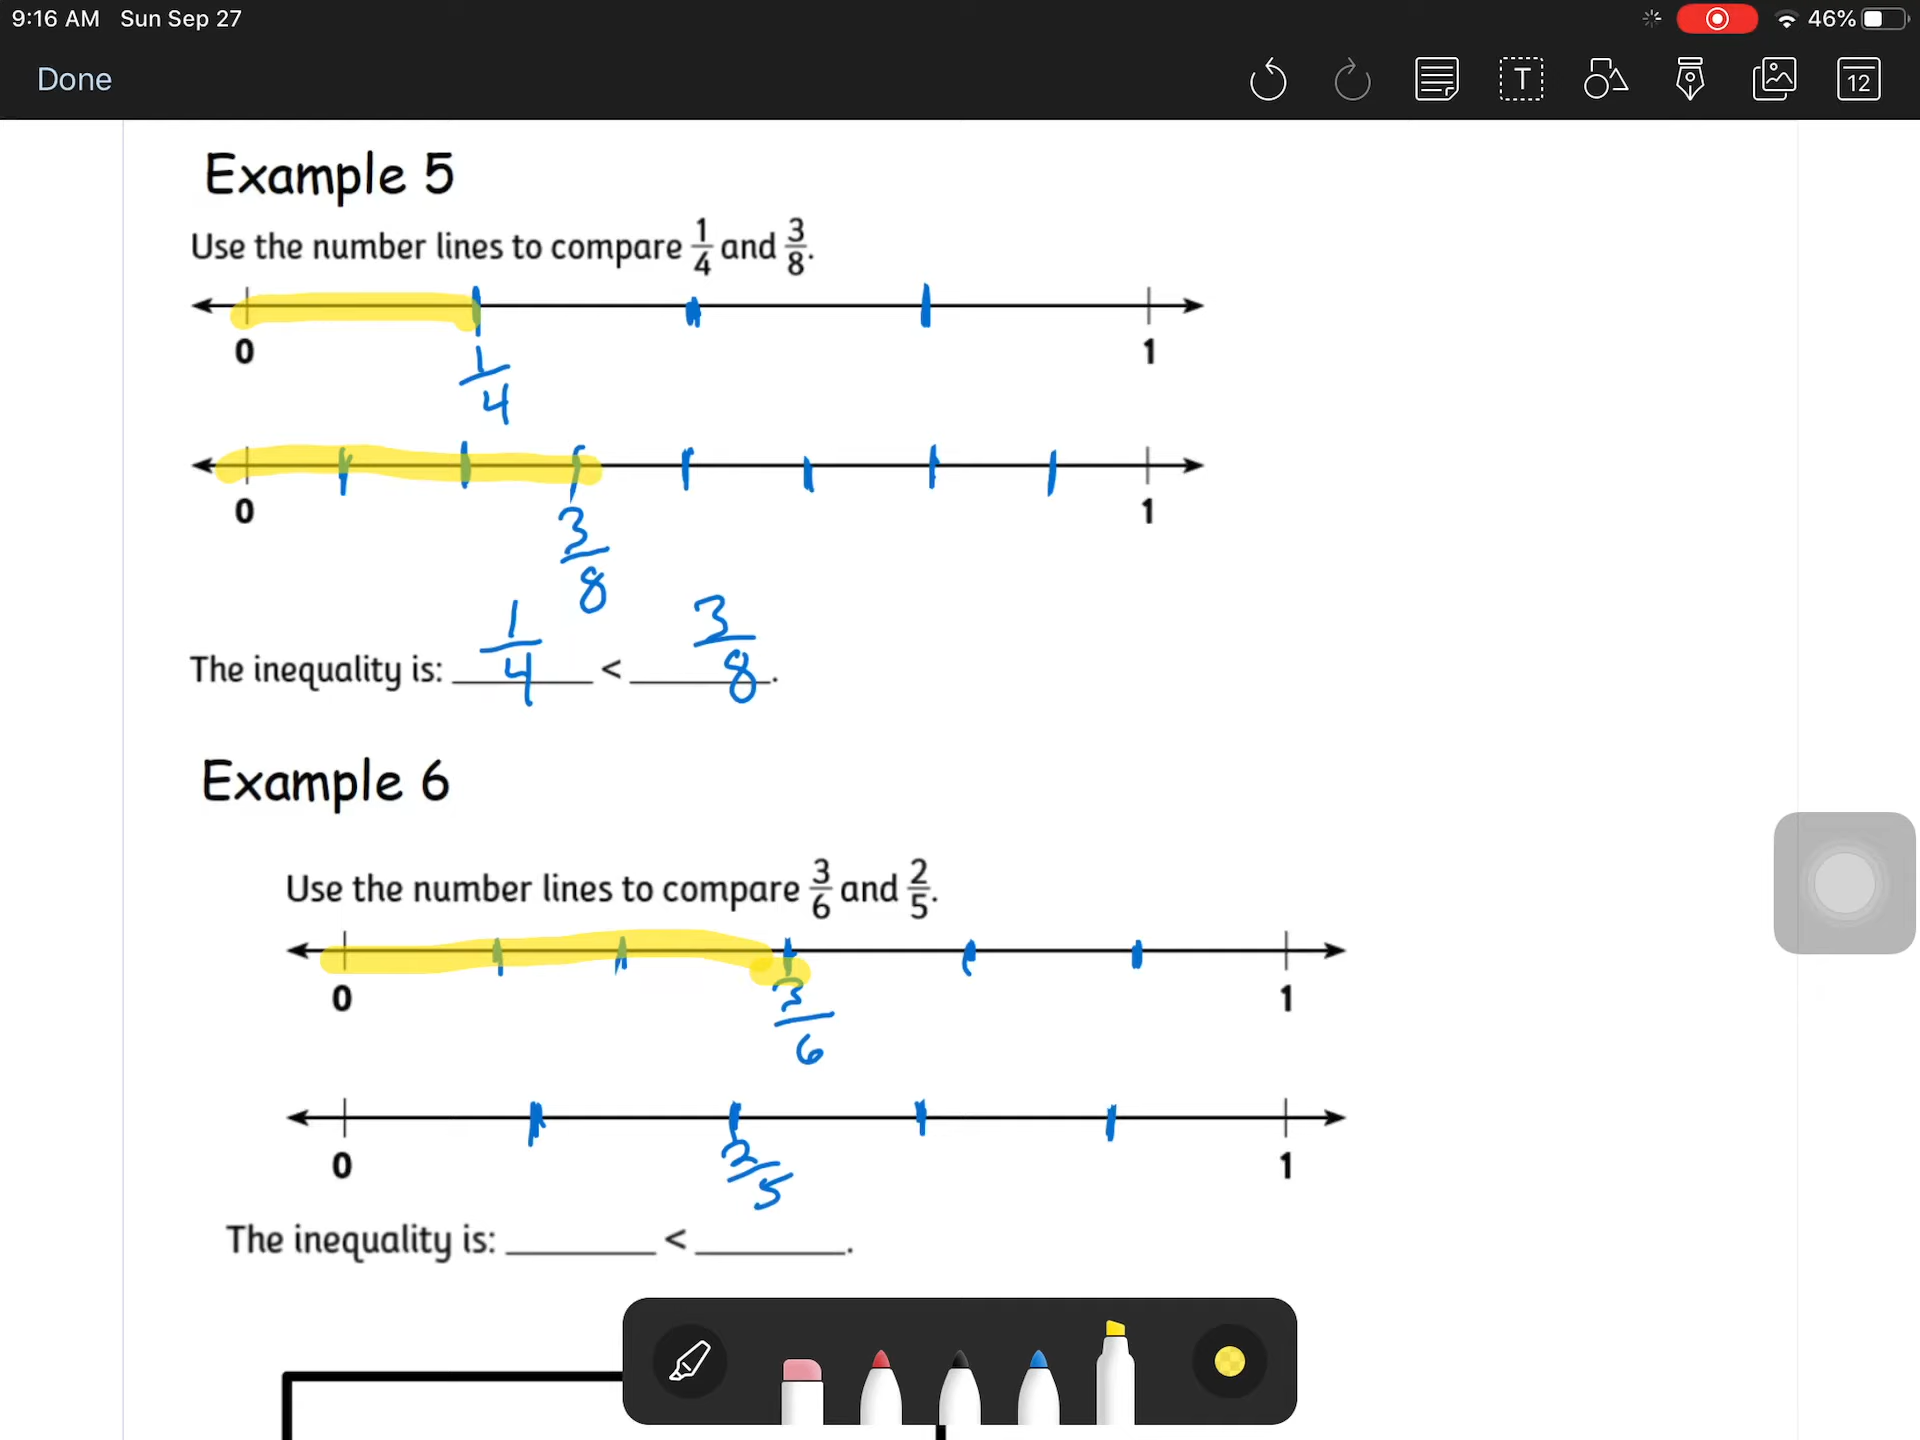 9:16 AM Sun Sep 27 46%
Done T 12
Example 5
Use the number lines to compare 1/4 and 3/8.
0 1
1/4
0 1
3/8
The inequality is: 1/4 < 3/8.
Example 6
Use the number lines to compare 3/6 and 2/5.
0 1
3/6
0 1
2/5
The inequality is: ______ < ______.